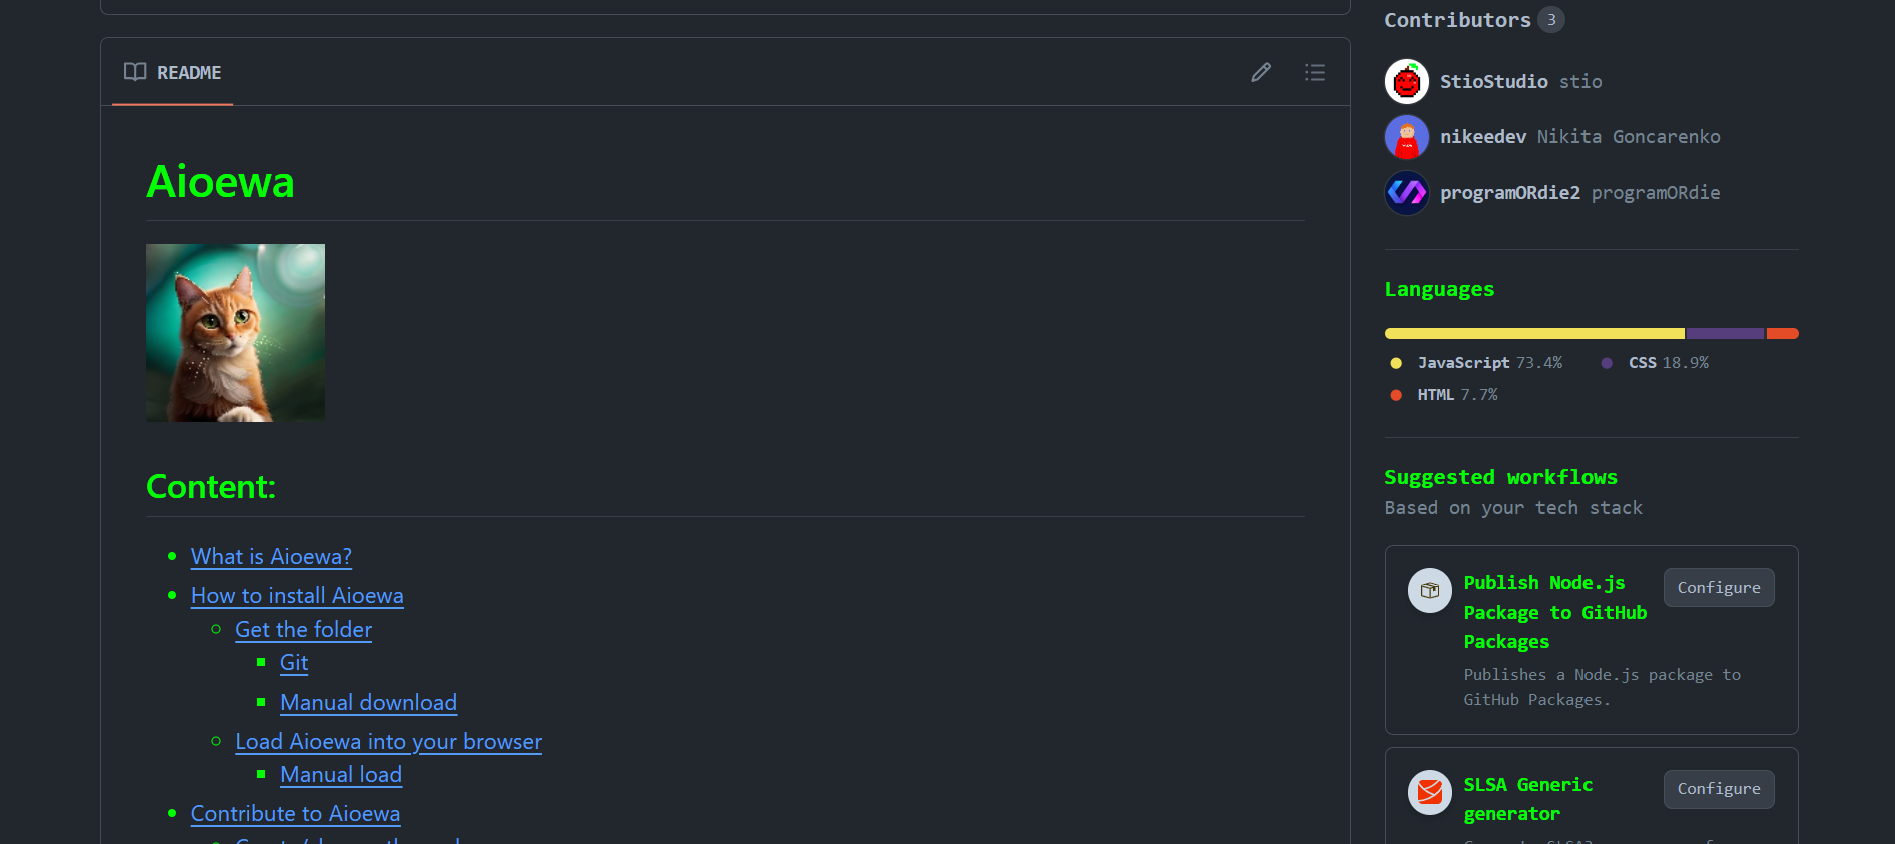 README
Aioewa
Content:
What is Aioewa?
How to install Aioewa
Get the folder
Git
Manual download
Load Aioewa into your browser
Manual load
Contribute to Aioewa
Contributors 3
StioStudio stio
nikeedev Nikita Goncarenko
programORdie2 programORdie
Languages
JavaScript 73.4% CSS 18.9%
HTML 7.7%
Suggested workflows
Based on your tech stack
Publish Node.js
Package to GitHub
Packages
Configure
Publishes a Node.js package to
GitHub Packages.
SLSA Generic
generator
Configure